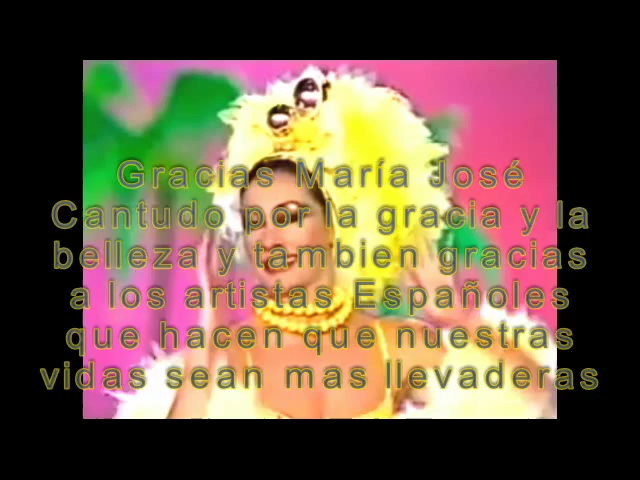 Gracias María José
Cantudo por la gracia y la
belleza y tambien gracias
a los artistas Españoles
que hacen que nuestras
vidas sean mas llevaderas